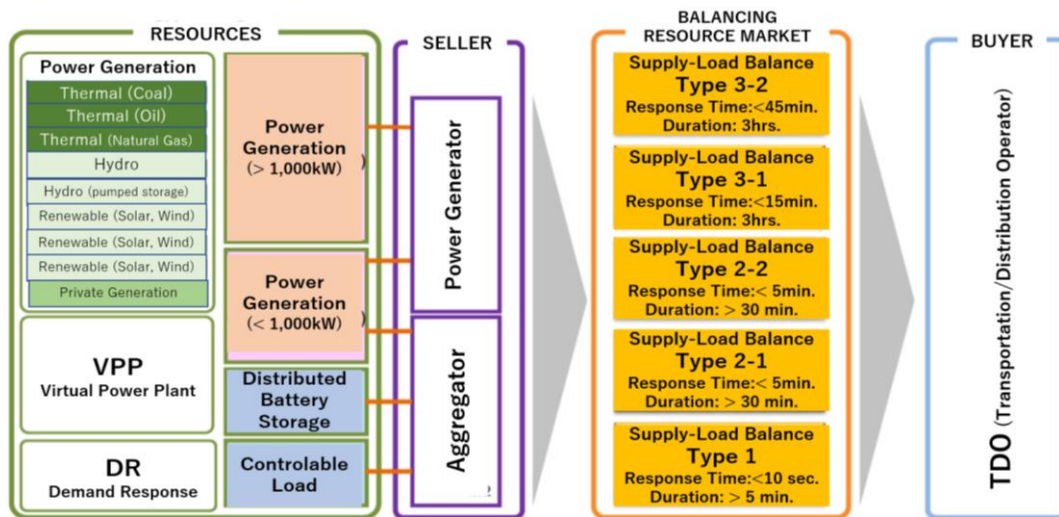 RESOURCES
Power Generation
Thermal (Coal)
Thermal (Oil)
Thermal (Natural Gas)
Hydro
Hydro (pumped storage)
Renewable (Solar, Wind)
Renewable (Solar, Wind)
Renewable (Solar, Wind)
Private Generation
VPP
Virtual Power Plant
DR
Demand Response
Power
Generation
(> 1,000kW)
Power
Generation
(< 1,000kW)
Distributed
Battery
Storage
Controlable
Load
SELLER
Power Generator
Aggregator
BALANCING
RESOURCE MARKET
Supply-Load Balance
Type 3-2
Response Time:<45min.
Duration: 3hrs.
Supply-Load Balance
Type 3-1
Response Time:<15min.
Duration: 3hrs.
Supply-Load Balance
Type 2-2
Response Time:< 5min.
Duration: > 30 min.
Supply-Load Balance
Type 2-1
Response Time:< 5min.
Duration: > 30 min.
Supply-Load Balance
Type 1
Response Time:<10 sec.
Duration: > 5 min.
BUYER
TDO (Transportation/Distribution Operator)